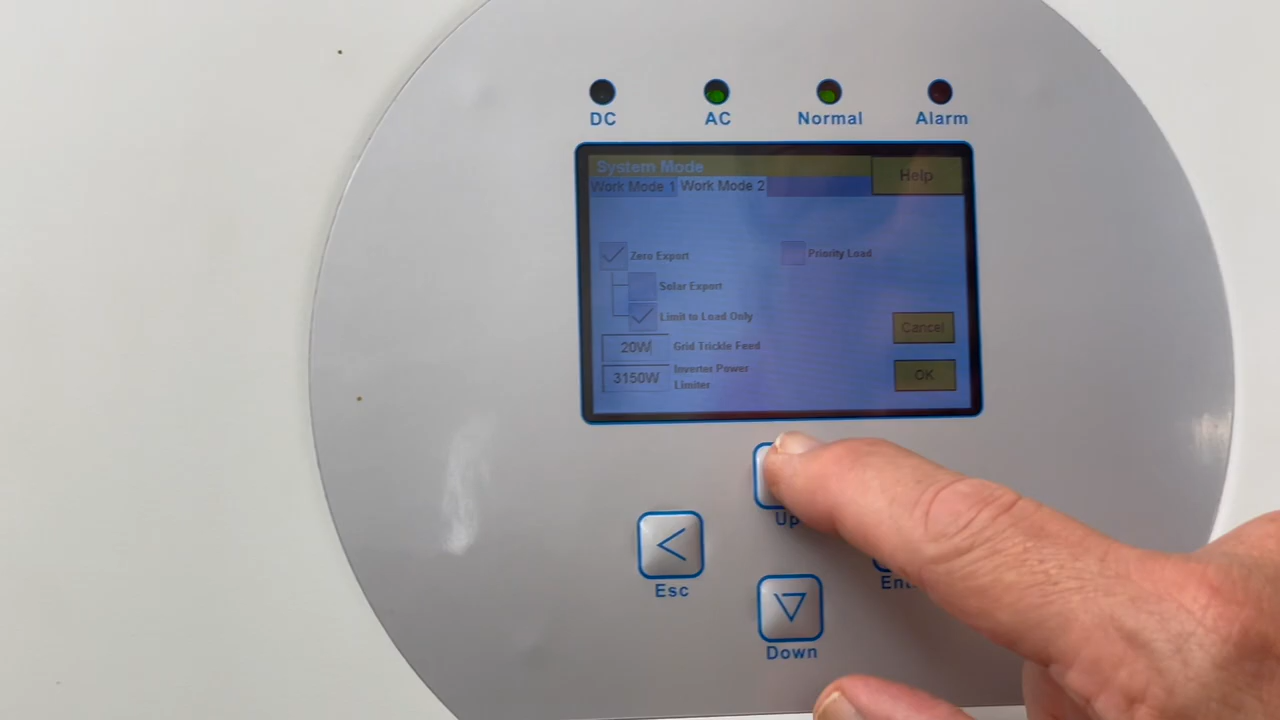 DC AC Normal Alarm
System Mode
Help
Work Mode 1 Work Mode 2
Zero Export Priority Load
Solar Export
Limit to Load Only
Cancel
20W Grid Trickle Feed
3150W Inverter Power
Limiter
OK
Up
Esc
Down